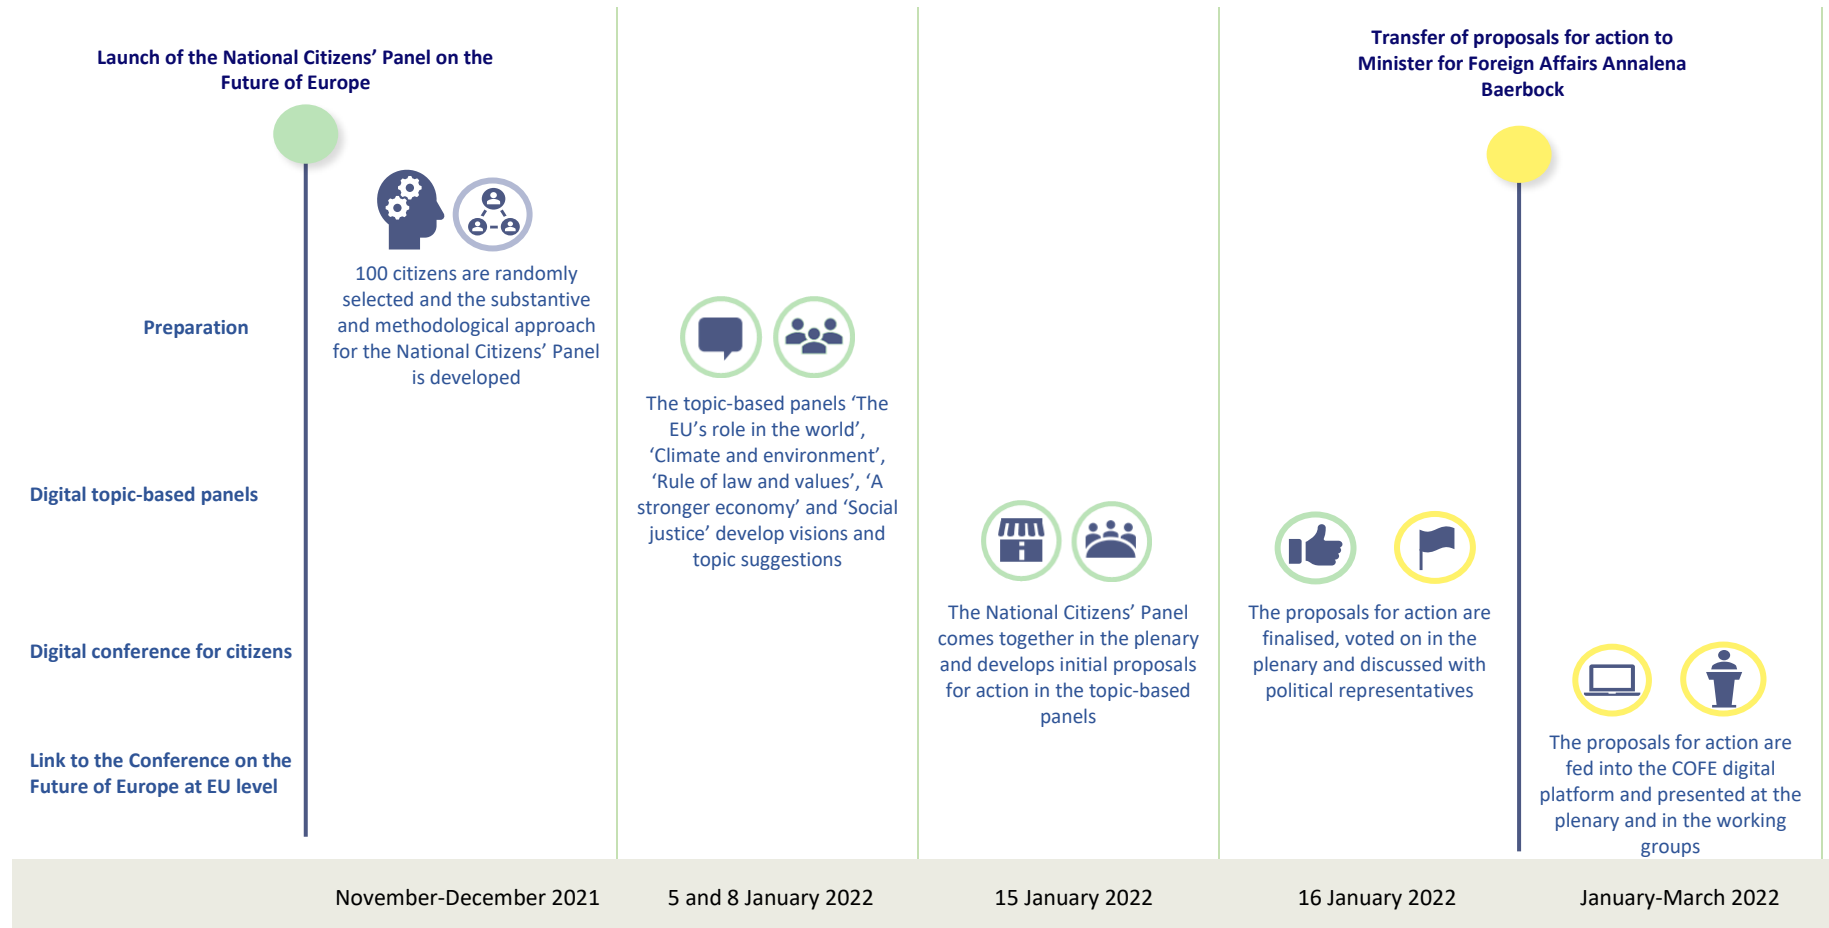 Launch of the National Citizens’ Panel on the
Future of Europe
Transfer of proposals for action to
Minister for Foreign Affairs Annalena
Baerbock
Preparation
100 citizens are randomly
selected and the substantive
and methodological approach
for the National Citizens’ Panel
is developed
Digital topic-based panels
The topic-based panels ‘The
EU’s role in the world’,
‘Climate and environment’,
‘Rule of law and values’, ‘A
stronger economy’ and ‘Social
justice’ develop visions and
topic suggestions
Digital conference for citizens
The National Citizens’ Panel
comes together in the plenary
and develops initial proposals
for action in the topic-based
panels
The proposals for action are
finalised, voted on in the
plenary and discussed with
political representatives
Link to the Conference on the
Future of Europe at EU level
The proposals for action are
fed into the COFE digital
platform and presented at the
plenary and in the working
groups
November-December 2021
5 and 8 January 2022
15 January 2022
16 January 2022
January-March 2022